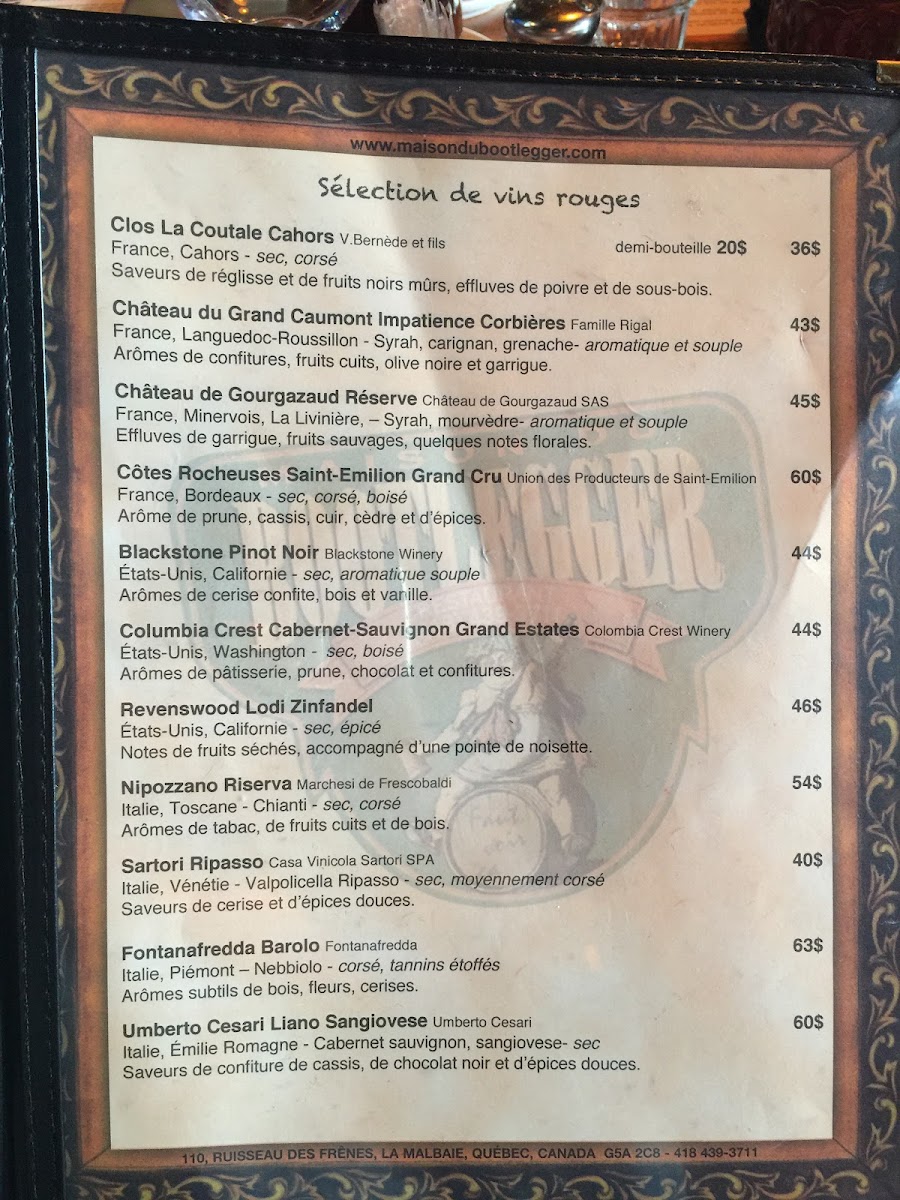 www.maisondubootlegger.com
Sélection de vins rouges
Clos La Coutale Cahors V.Bernède et fils demi-bouteille 20$ 36$
France, Cahors - sec, corsé
Saveurs de réglisse et de fruits noirs mûrs, effluves de poivre et de sous-bois.
Château du Grand Caumont Impatience Corbières Famille Rigal 43$
France, Languedoc-Roussillon - Syrah, carignan, grenache- aromatique et souple
Arômes de confitures, fruits cuits, olive noire et garrigue.
Château de Gourgazaud Réserve Château de Gourgazaud SAS 45$
France, Minervois, La Livinière, – Syrah, mourvèdre- aromatique et souple
Effluves de garrigue, fruits sauvages, quelques notes florales.
Côtes Rocheuses Saint-Emilion Grand Cru Union des Producteurs de Saint-Emilion 60$
France, Bordeaux - sec, corsé, boisé
Arôme de prune, cassis, cuir, cèdre et d'épices.
Blackstone Pinot Noir Blackstone Winery 44$
États-Unis, Californie - sec, aromatique souple
Arômes de cerise confite, bois et vanille.
Columbia Crest Cabernet-Sauvignon Grand Estates Colombia Crest Winery 44$
États-Unis, Washington - sec, boisé
Arômes de pâtisserie, prune, chocolat et confitures.
Revenswood Lodi Zinfandel 46$
États-Unis, Californie - sec, épicé
Notes de fruits séchés, accompagné d'une pointe de noisette.
Nipozzano Riserva Marchesi de Frescobaldi 54$
Italie, Toscane - Chianti - sec, corsé
Arômes de tabac, de fruits cuits et de bois.
Sartori Ripasso Casa Vinicola Sartori SPA 40$
Italie, Vénétie - Valpolicella Ripasso - sec, moyennement corsé
Saveurs de cerise et d'épices douces.
Fontanafredda Barolo Fontanafredda 63$
Italie, Piémont – Nebbiolo - corsé, tannins étoffés
Arômes subtils de bois, fleurs, cerises.
Umberto Cesari Liano Sangiovese Umberto Cesari 60$
Italie, Émilie Romagne - Cabernet sauvignon, sangiovese- sec
Saveurs de confiture de cassis, de chocolat noir et d'épices douces.
110, RUISSEAU DES FRÊNES, LA MALBAIE, QUÉBEC, CANADA G5A 2C8 - 418 439-3711
BOOTLEGGER